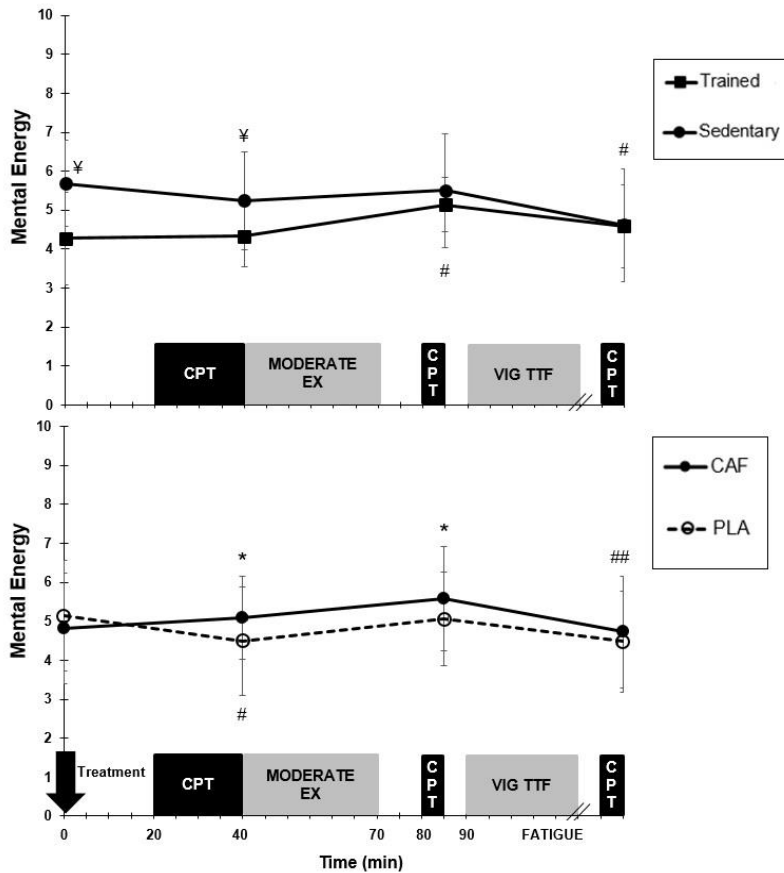 10
9
8
7
6
5
4
3
2
1
0
Mental Energy
¥
¥
#
#
Trained
Sedentary
CPT
MODERATE
EX
C
P
T
VIG TTF
C
P
T
10
9
8
7
6
5
4
3
2
1
0
Mental Energy
*
*
##
#
CAF
PLA
Treatment
CPT
MODERATE
EX
C
P
T
VIG TTF
C
P
T
0 20 40 70 80 90 FATIGUE
Time (min)